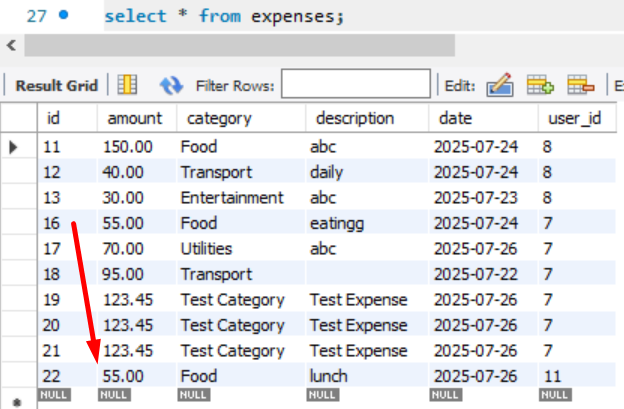 27 select * from expenses;
Result Grid Filter Rows: Edit:
id amount category description date user_id
11 150.00 Food abc 2025-07-24 8
12 40.00 Transport daily 2025-07-24 8
13 30.00 Entertainment abc 2025-07-23 8
16 55.00 Food eatingg 2025-07-24 7
17 70.00 Utilities abc 2025-07-26 7
18 95.00 Transport 2025-07-22 7
19 123.45 Test Category Test Expense 2025-07-26 7
20 123.45 Test Category Test Expense 2025-07-26 7
21 123.45 Test Category Test Expense 2025-07-26 7
22 55.00 Food lunch 2025-07-26 11
NULL NULL NULL NULL NULL NULL